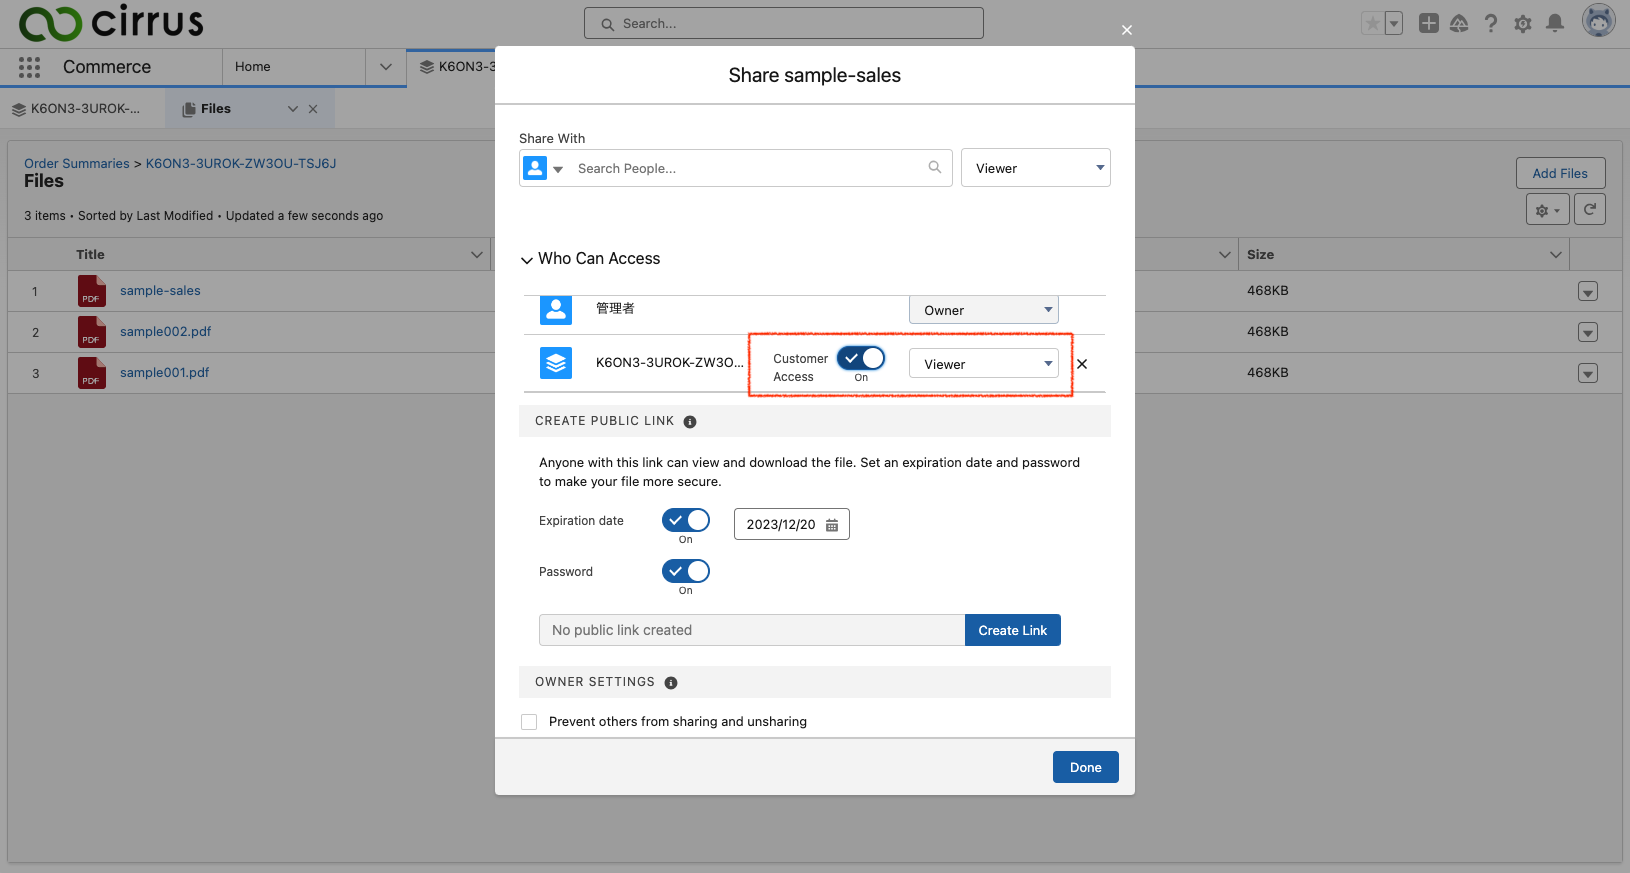 cirrus
Search...
Commerce
Home
K6ON3-3
K6ON3-3UROK-...
Files
Order Summaries > K6ON3-3UROK-ZW3OU-TSJ6J
Files
3 items • Sorted by Last Modified • Updated a few seconds ago
Add Files
Title
Size
1
PDF
sample-sales
468KB
2
PDF
sample002.pdf
468KB
3
PDF
sample001.pdf
468KB
Share sample-sales
Share With
Search People...
Viewer
Who Can Access
管理者
Owner
K6ON3-3UROK-ZW3O...
Customer
Access
On
Viewer
CREATE PUBLIC LINK
Anyone with this link can view and download the file. Set an expiration date and password
to make your file more secure.
Expiration date
On
2023/12/20
Password
On
No public link created
Create Link
OWNER SETTINGS
Prevent others from sharing and unsharing
Done